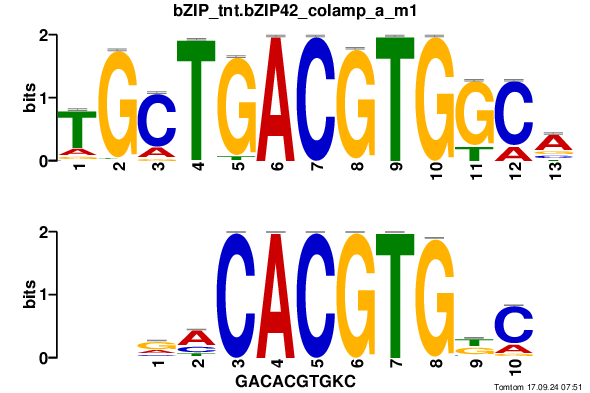 bZIP_tnt.bZIP42_colamp_a_m1
2
1
0
bits
T G C T G A C G T G G C A
A A T T A G
1 2 3 4 5 6 7 8 9 10 11 12 13
2
1
0
bits
G A C A C G T G T C
A C G A
1 2 3 4 5 6 7 8 9 10
GACACGTGKC
Tomtom 17.09.24 07:51